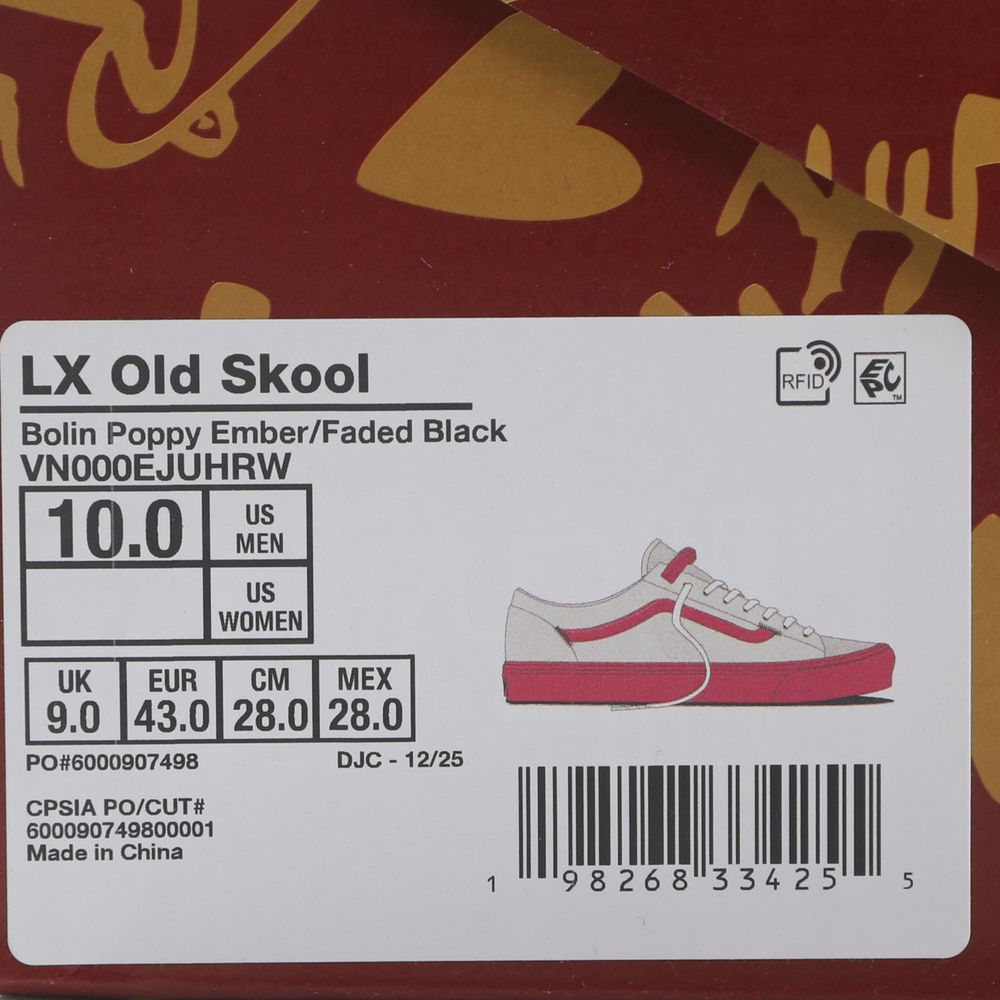 LX Old Skool
RFID
EPC
TM
Bolin Poppy Ember/Faded Black
VN000EJUHRW
10.0
US
MEN
US
WOMEN
UK
EUR
CM
MEX
9.0
43.0
28.0
28.0
PO#6000907498
DJC - 12/25
CPSIA PO/CUT#
600090749800001
Made in China
1 98268 33425 5